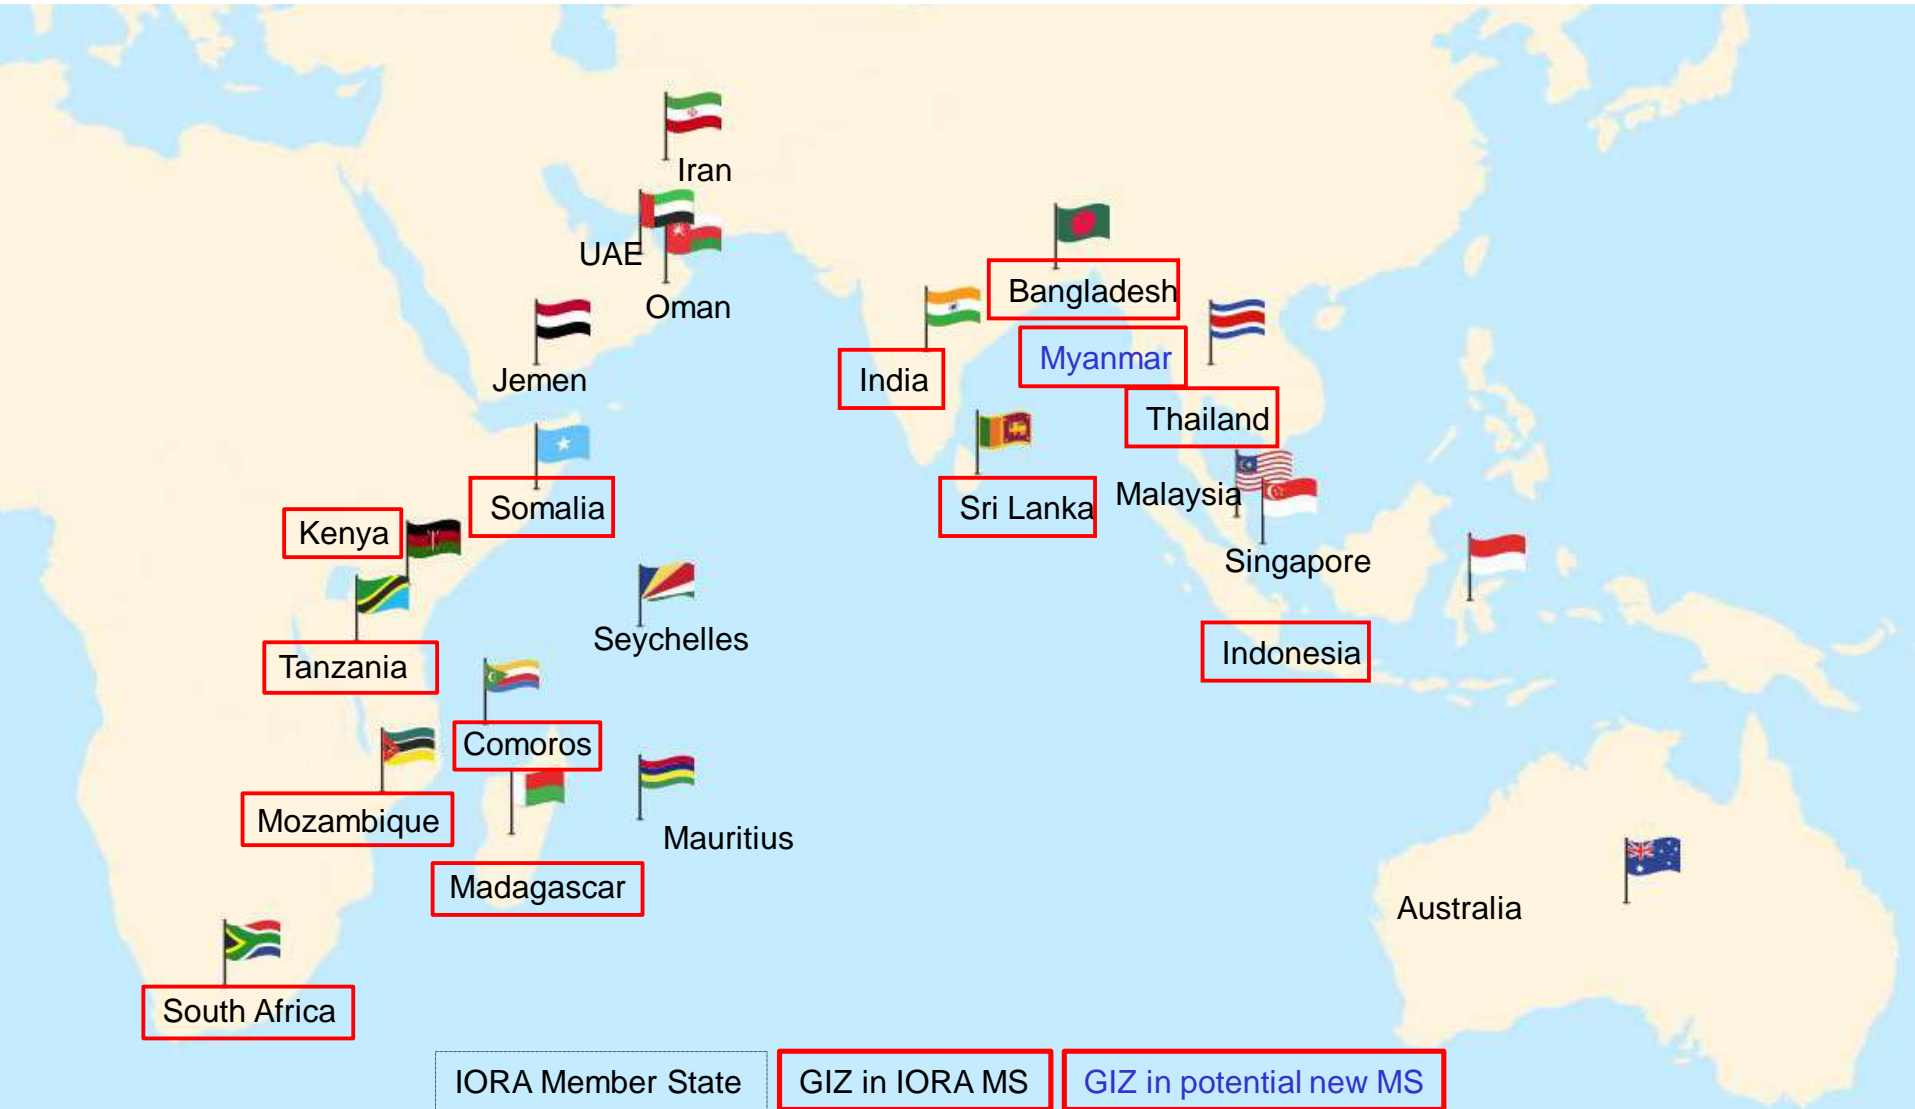 Iran
UAE
Oman
Bangladesh
Jemen
Myanmar
India
Thailand
Somalia
Sri Lanka
Malaysia
Kenya
Singapore
Seychelles
Indonesia
Tanzania
Comoros
Mozambique
Mauritius
Madagascar
Australia
South Africa
IORA Member State
GIZ in IORA MS
GIZ in potential new MS